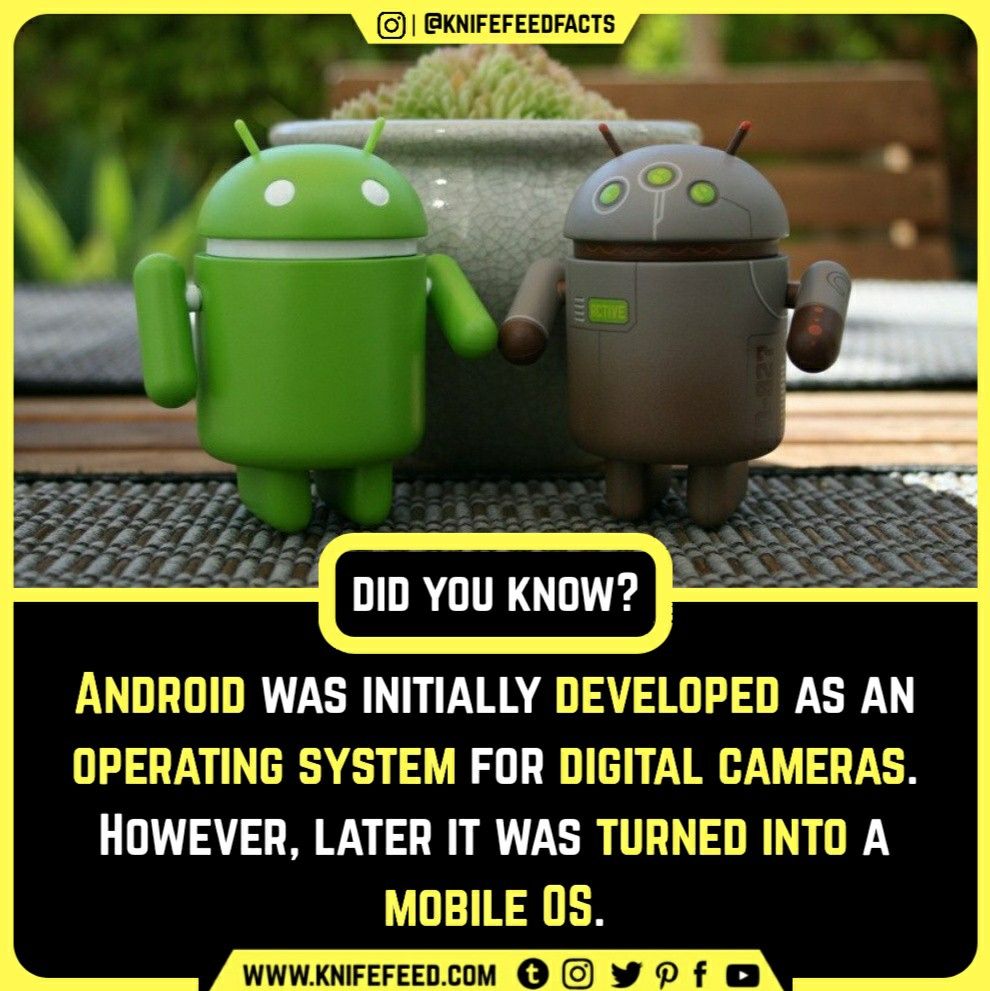 | @KNIFEFEEDFACTS
ACTIVE
DID YOU KNOW?
ANDROID WAS INITIALLY DEVELOPED AS AN
OPERATING SYSTEM FOR DIGITAL CAMERAS.
HOWEVER, LATER IT WAS TURNED INTO A
MOBILE OS.
WWW.KNIFEFEED.COM